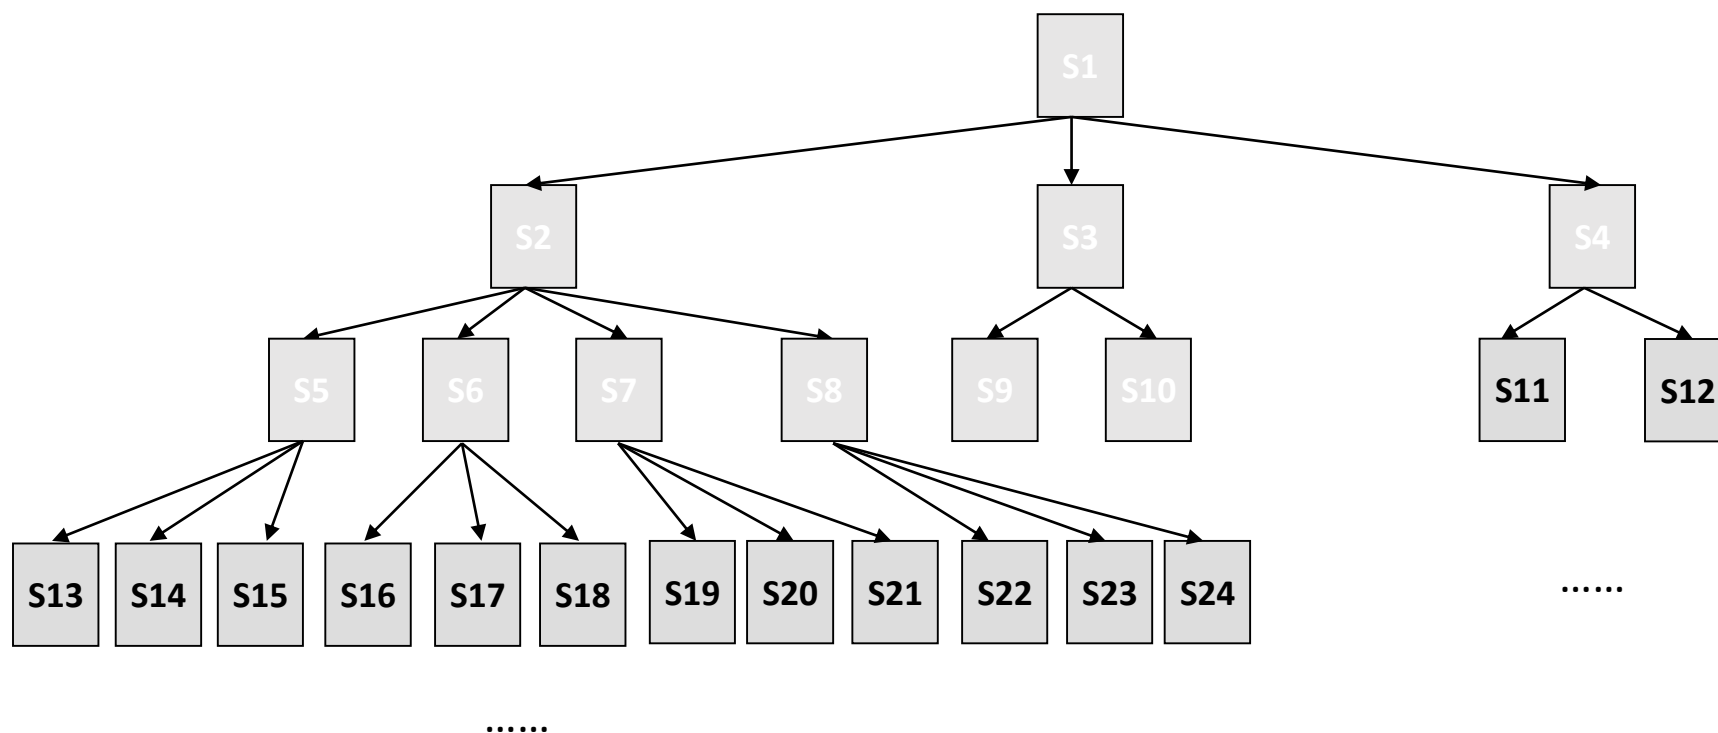 S1
S2 S3 S4
S5 S6 S7 S8 S9 S10 S11 S12
S13 S14 S15 S16 S17 S18 S19 S20 S21 S22 S23 S24 ......
......